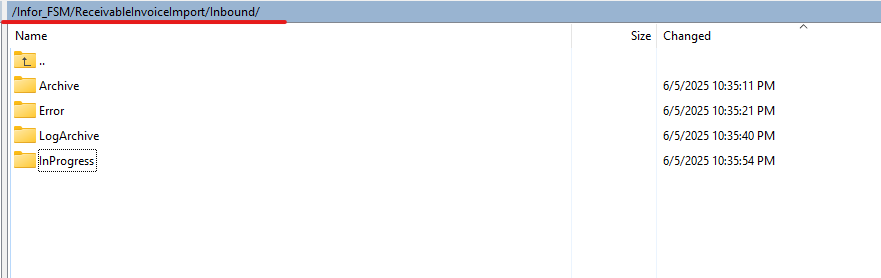 /Infor_FSM/ReceivableInvoiceImport/Inbound/
Name Size Changed
..
Archive 6/5/2025 10:35:11 PM
Error 6/5/2025 10:35:21 PM
LogArchive 6/5/2025 10:35:40 PM
InProgress 6/5/2025 10:35:54 PM